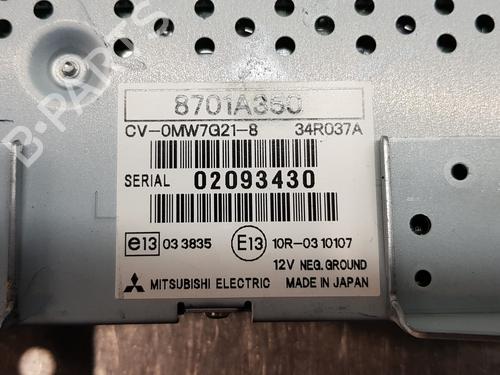 B-PARTS
8701A360
CV-0MW7G21-8 34R037A
SERIAL 02093430
e13 03 3835 E13 10R-03 10107
12V NEG. GROUND
MITSUBISHI ELECTRIC MADE IN JAPAN